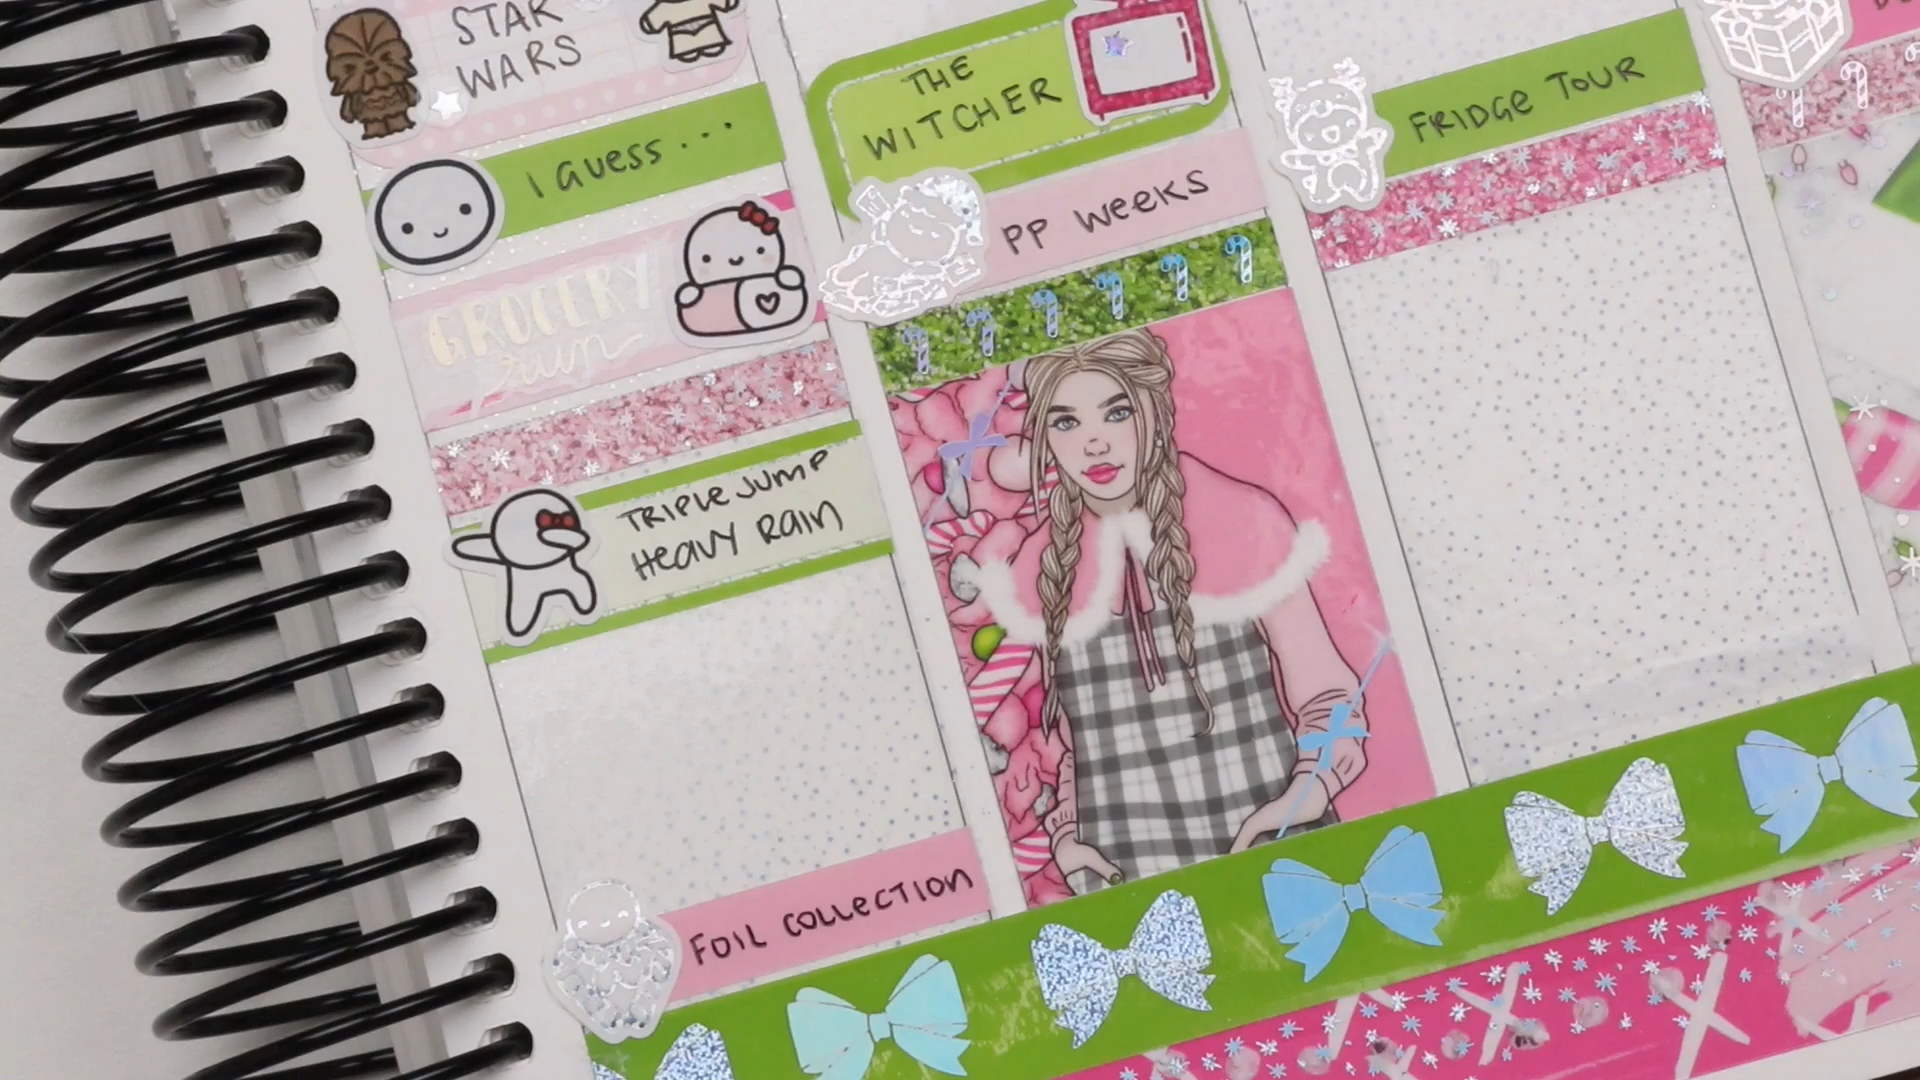 STAR
WARS
I GUESS...
GROCERY
run
TRIPLE JUMP
HEAVY RAIN
FOIL COLLECTION
THE
WITCHER
PP WEEKS
FRIDGE TOUR